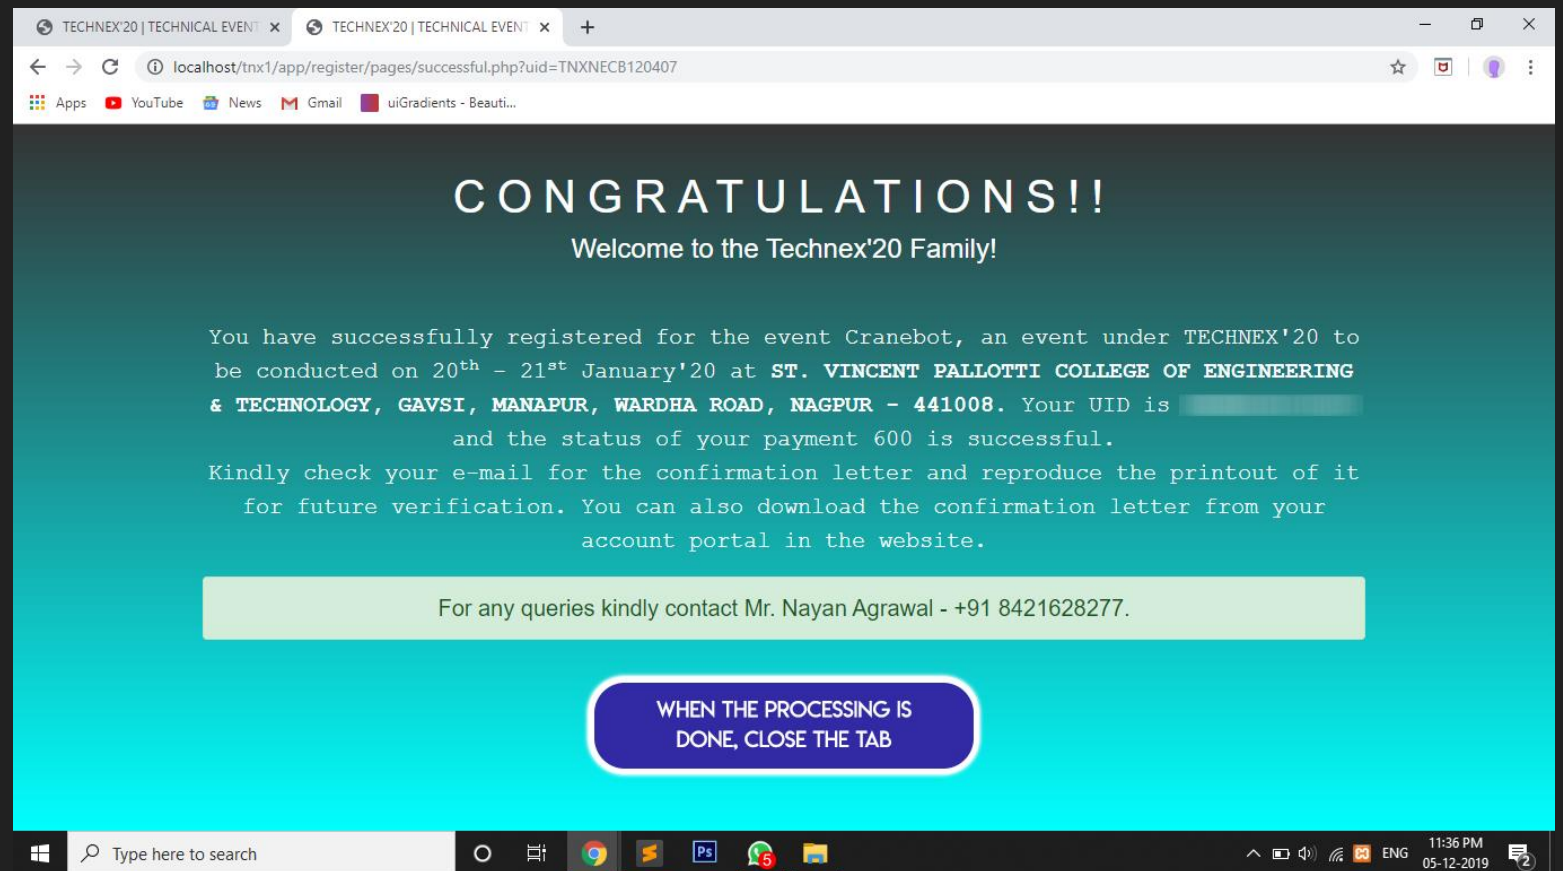 TECHNEX'20 | TECHNICAL EVENT
TECHNEX'20 | TECHNICAL EVENT
localhost/tnx1/app/register/pages/successful.php?uid=TNXNECB120407
Apps YouTube News Gmail uiGradients - Beauti...
CONGRATULATIONS!!
Welcome to the Technex'20 Family!
You have successfully registered for the event Cranebot, an event under TECHNEX'20 to
be conducted on 20th - 21st January'20 at ST. VINCENT PALLOTTI COLLEGE OF ENGINEERING
& TECHNOLOGY, GAVSI, MANAPUR, WARDHA ROAD, NAGPUR - 441008. Your UID is
and the status of your payment 600 is successful.
Kindly check your e-mail for the confirmation letter and reproduce the printout of it
for future verification. You can also download the confirmation letter from your
account portal in the website.
For any queries kindly contact Mr. Nayan Agrawal - +91 8421628277.
WHEN THE PROCESSING IS
DONE, CLOSE THE TAB
Type here to search
Ps
5
ENG
11:36 PM
05-12-2019
2